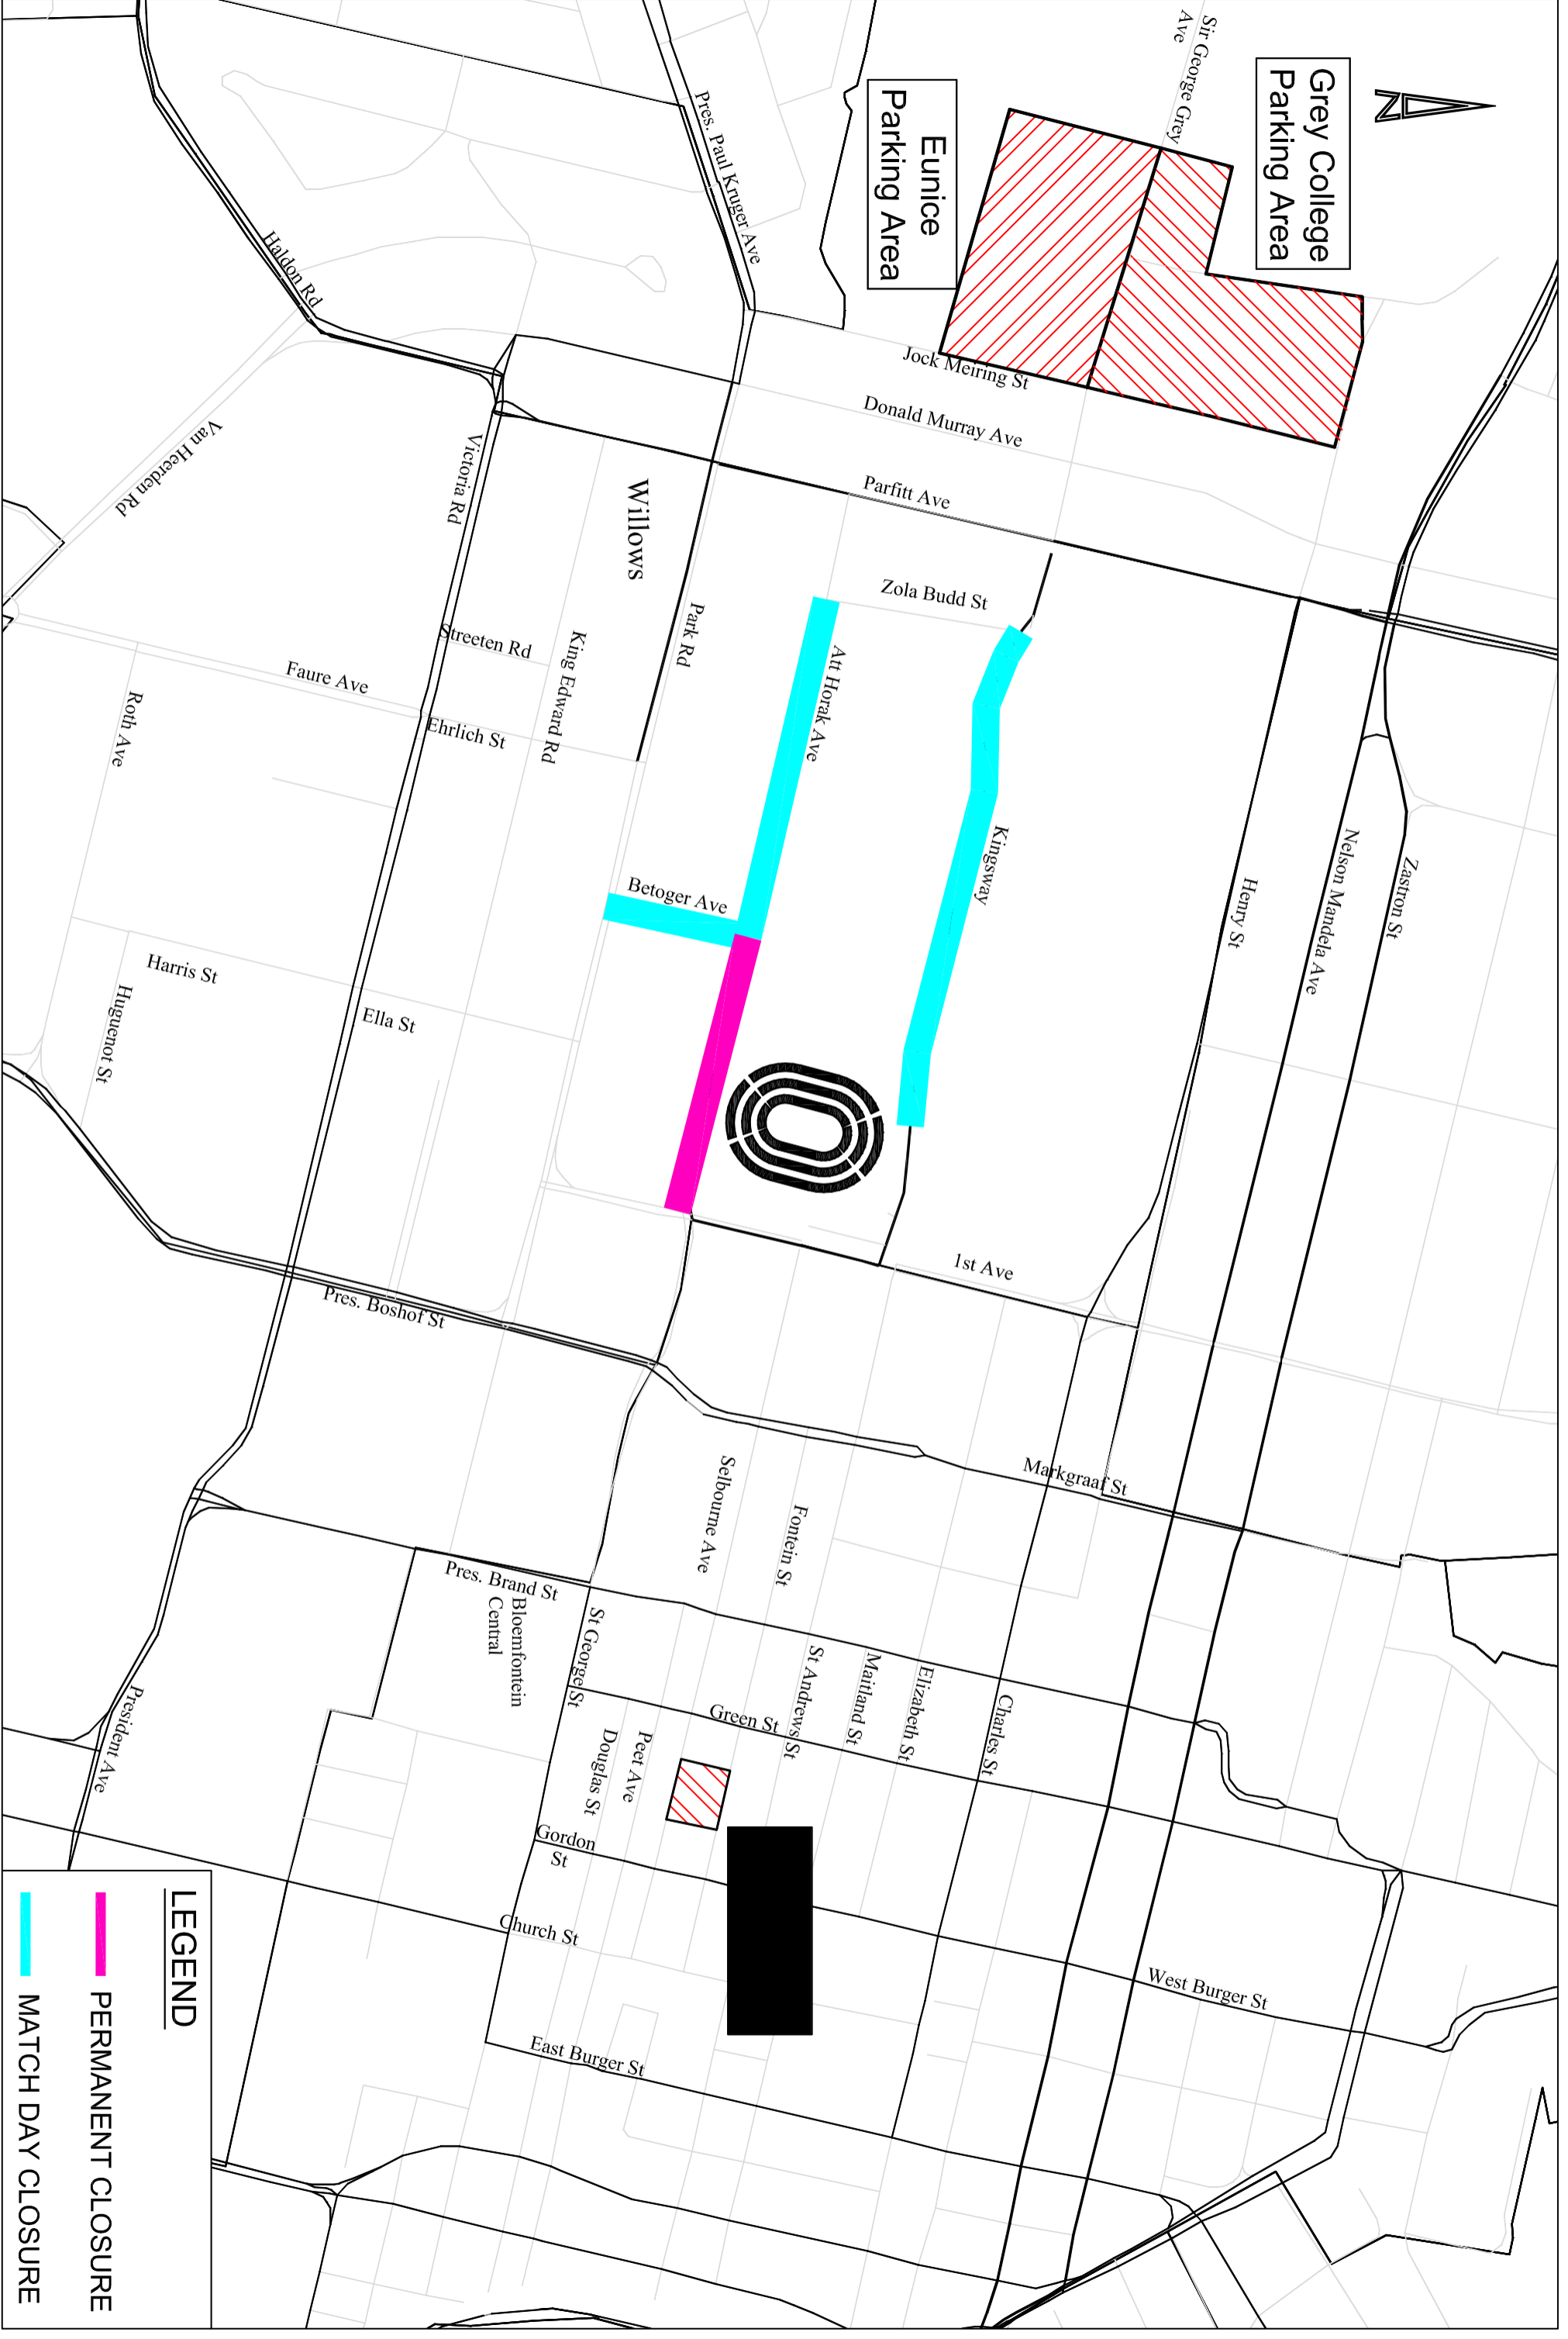 Sir George Grey
Ave
Grey College
Parking Area
N
Eunice
Parking Area
Pres. Paul Kruger Ave
Haldon Rd
Jock Meiring St
Donald Murray Ave
Van Heerden Rd
Victoria Rd
Willows
Parfitt Ave
Zola Budd St
Park Rd
Streeten Rd
King Edward Rd
Att Horak Ave
Faure Ave
Ehrlich St
Roth Ave
Kingsway
Nelson Mandela Ave
Zastron St
Henry St
Betoger Ave
Harris St
Huguenot St
Ella St
1st Ave
Pres. Boshof St
Markgraaf St
Selbourne Ave
Fontein St
Pres. Brand St
Bloemfontein
Central
St George St
St Andrews St
Maitland St
Elizabeth St
Charles St
Green St
Peet Ave
Douglas St
President Ave
Gordon
St
Church St
West Burger St
East Burger St
LEGEND
PERMANENT CLOSURE
MATCH DAY CLOSURE